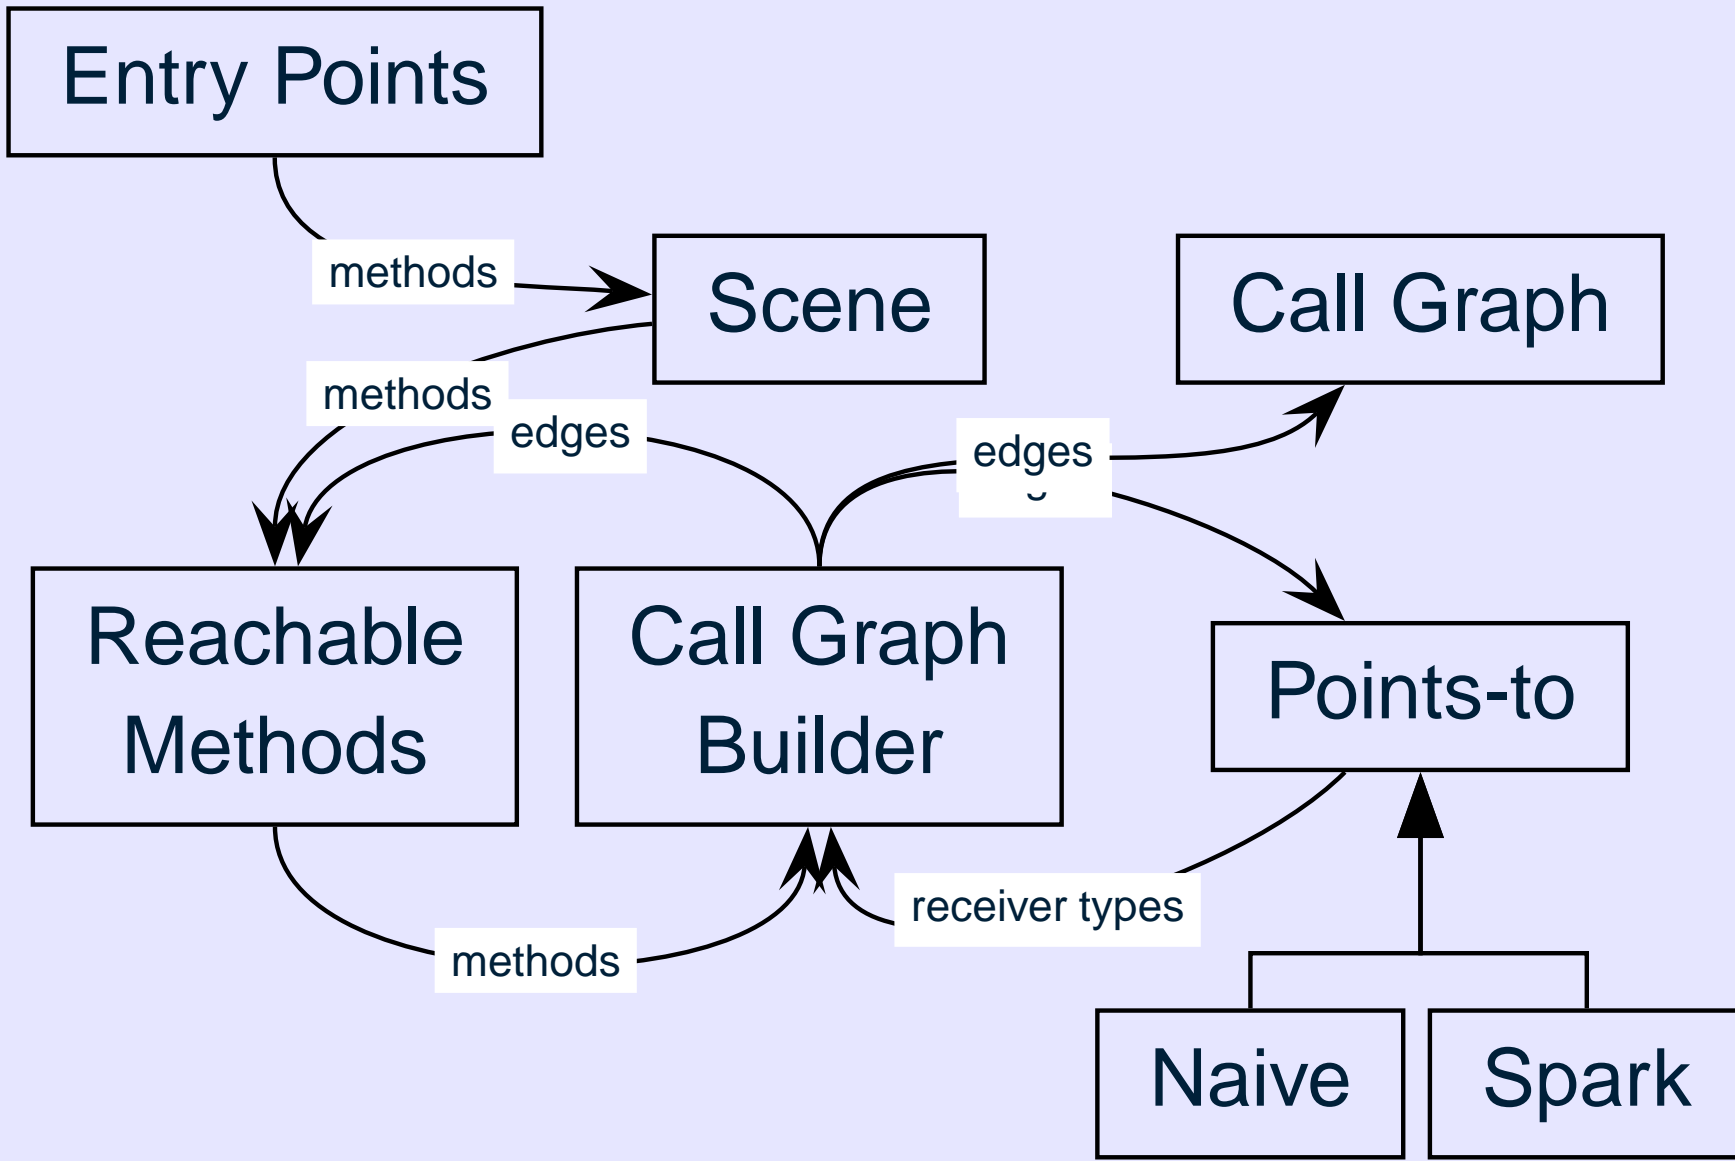 Entry Points
methods
Scene
Call Graph
methods
edges
edges
Reachable
Methods
Call Graph
Builder
Points-to
receiver types
methods
Naive
Spark